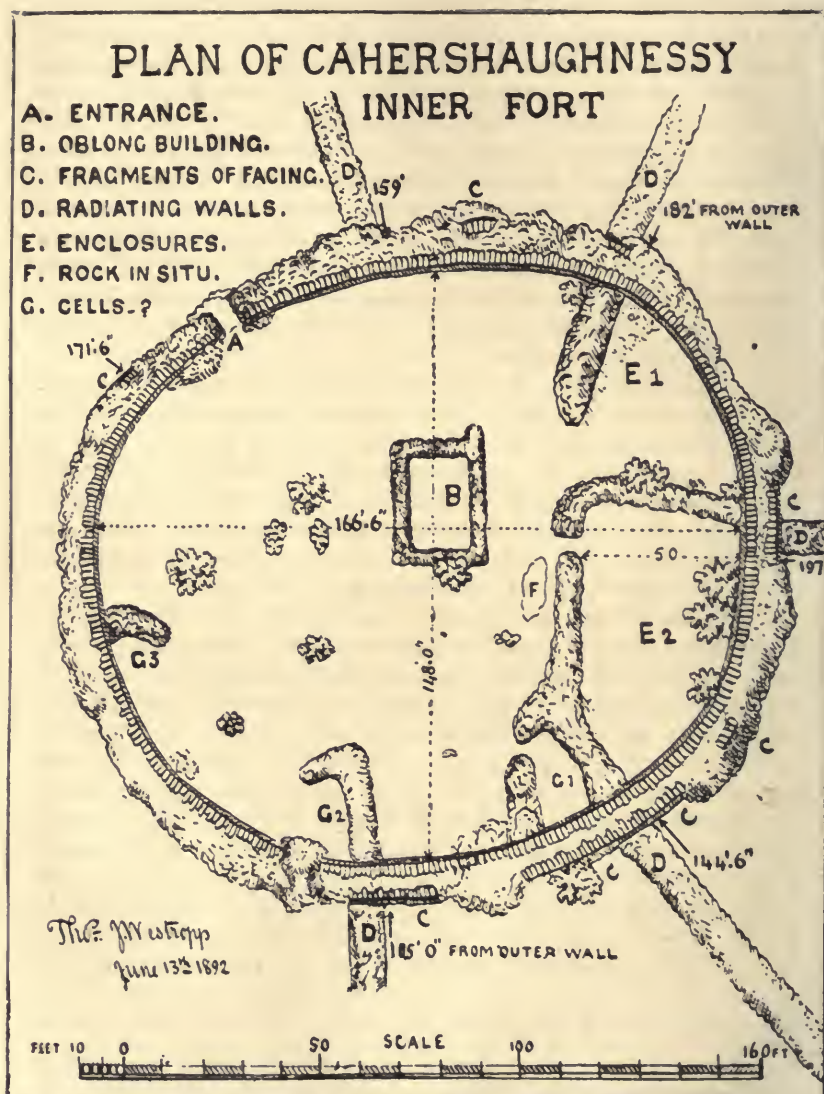 PLAN OF CAHERSHAUGHNESSY
INNER FORT
A. ENTRANCE.
B. OBLONG BUILDING.
C. FRAGMENTS OF FACING.
D. RADIATING WALLS.
E. ENCLOSURES.
F. ROCK IN SITU.
G. CELLS-?
D
159'
C
D
182' FROM OUTER
WALL
A
171'.6"
C
E 1
B
C
166'.6"
D
50
197
F
E 2
G3
148'.0"
C
G1
G2
C
144'.6"
C
D
C
D
185' 0" FROM OUTER WALL
Thos. J Westropp
June 13th 1892
FEET 10 0 50 SCALE 100 160 FT